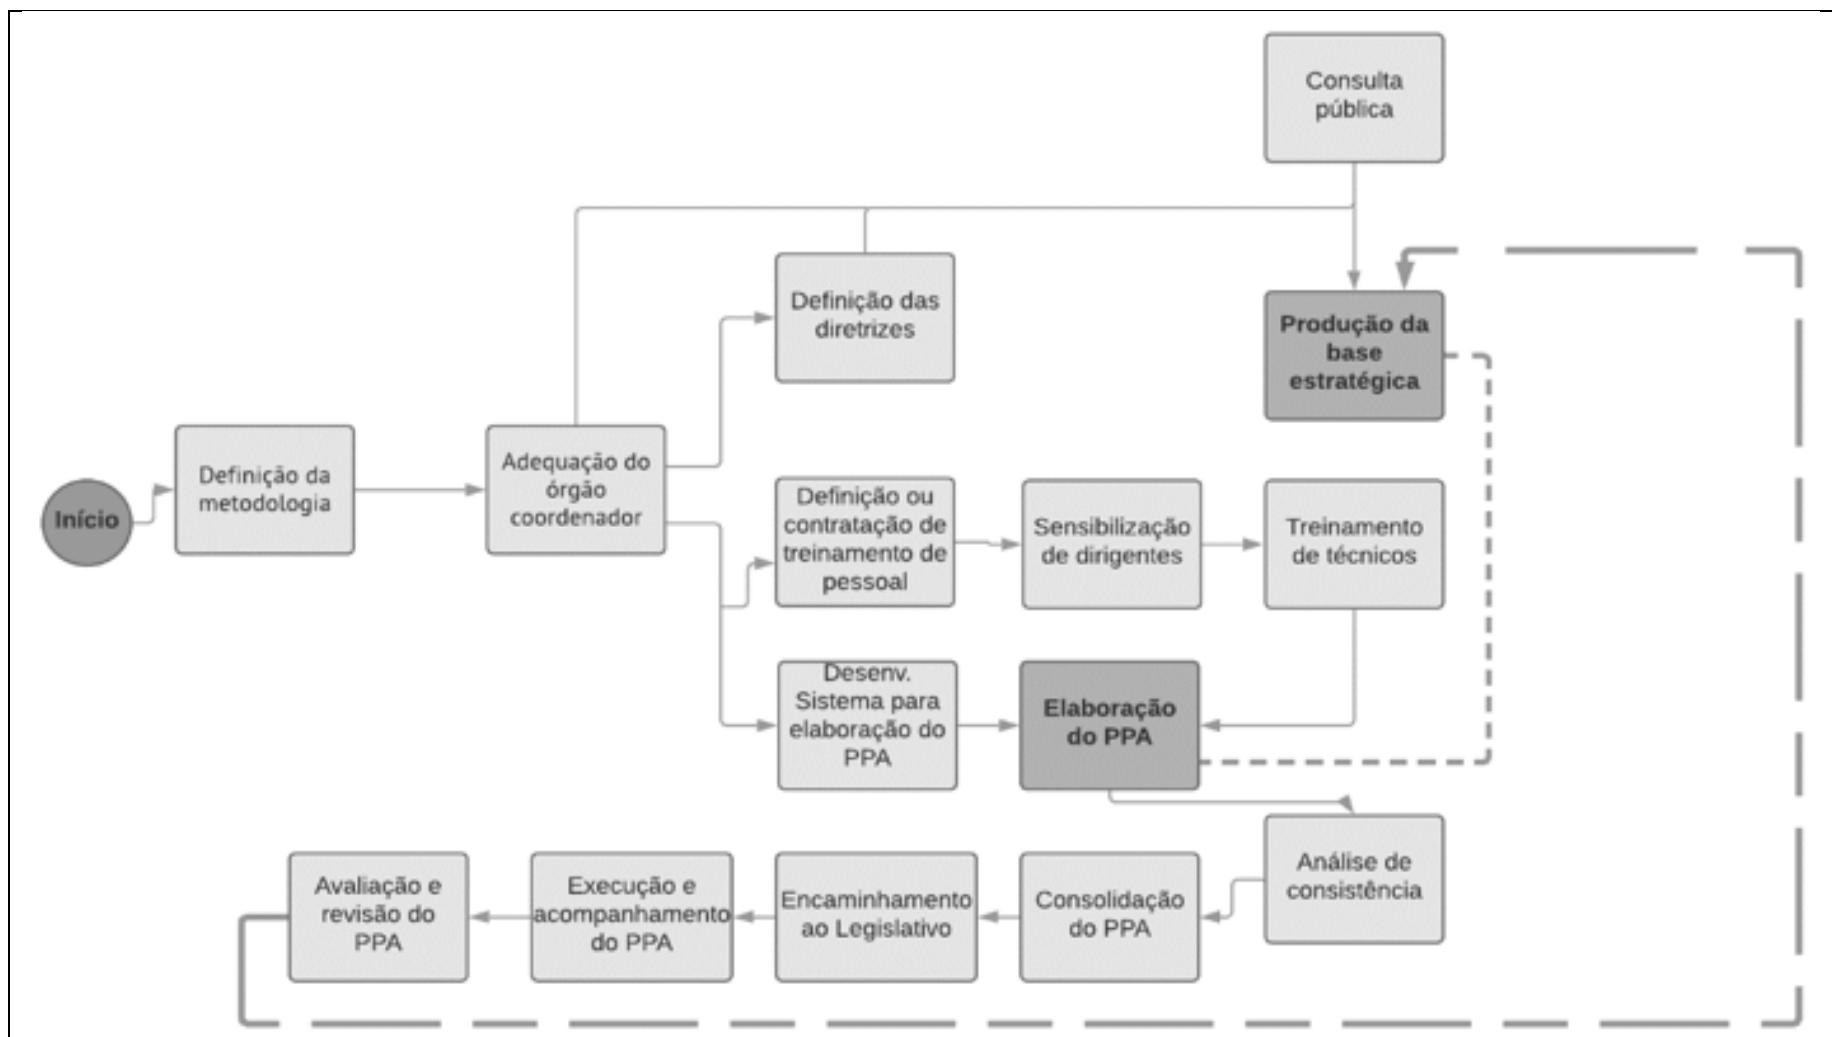 Consulta
pública
Definição das
diretrizes
Produção da
base
estratégica
Início
Definição da
metodologia
Adequação do
órgão
coordenador
Definição ou
contratação de
treinamento de
pessoal
Sensibilização
de dirigentes
Treinamento
de técnicos
Desenv.
Sistema para
elaboração do
PPA
Elaboração
do PPA
Análise de
consistência
Avaliação e
revisão do
PPA
Execução e
acompanhamento
do PPA
Encaminhamento
ao Legislativo
Consolidação
do PPA